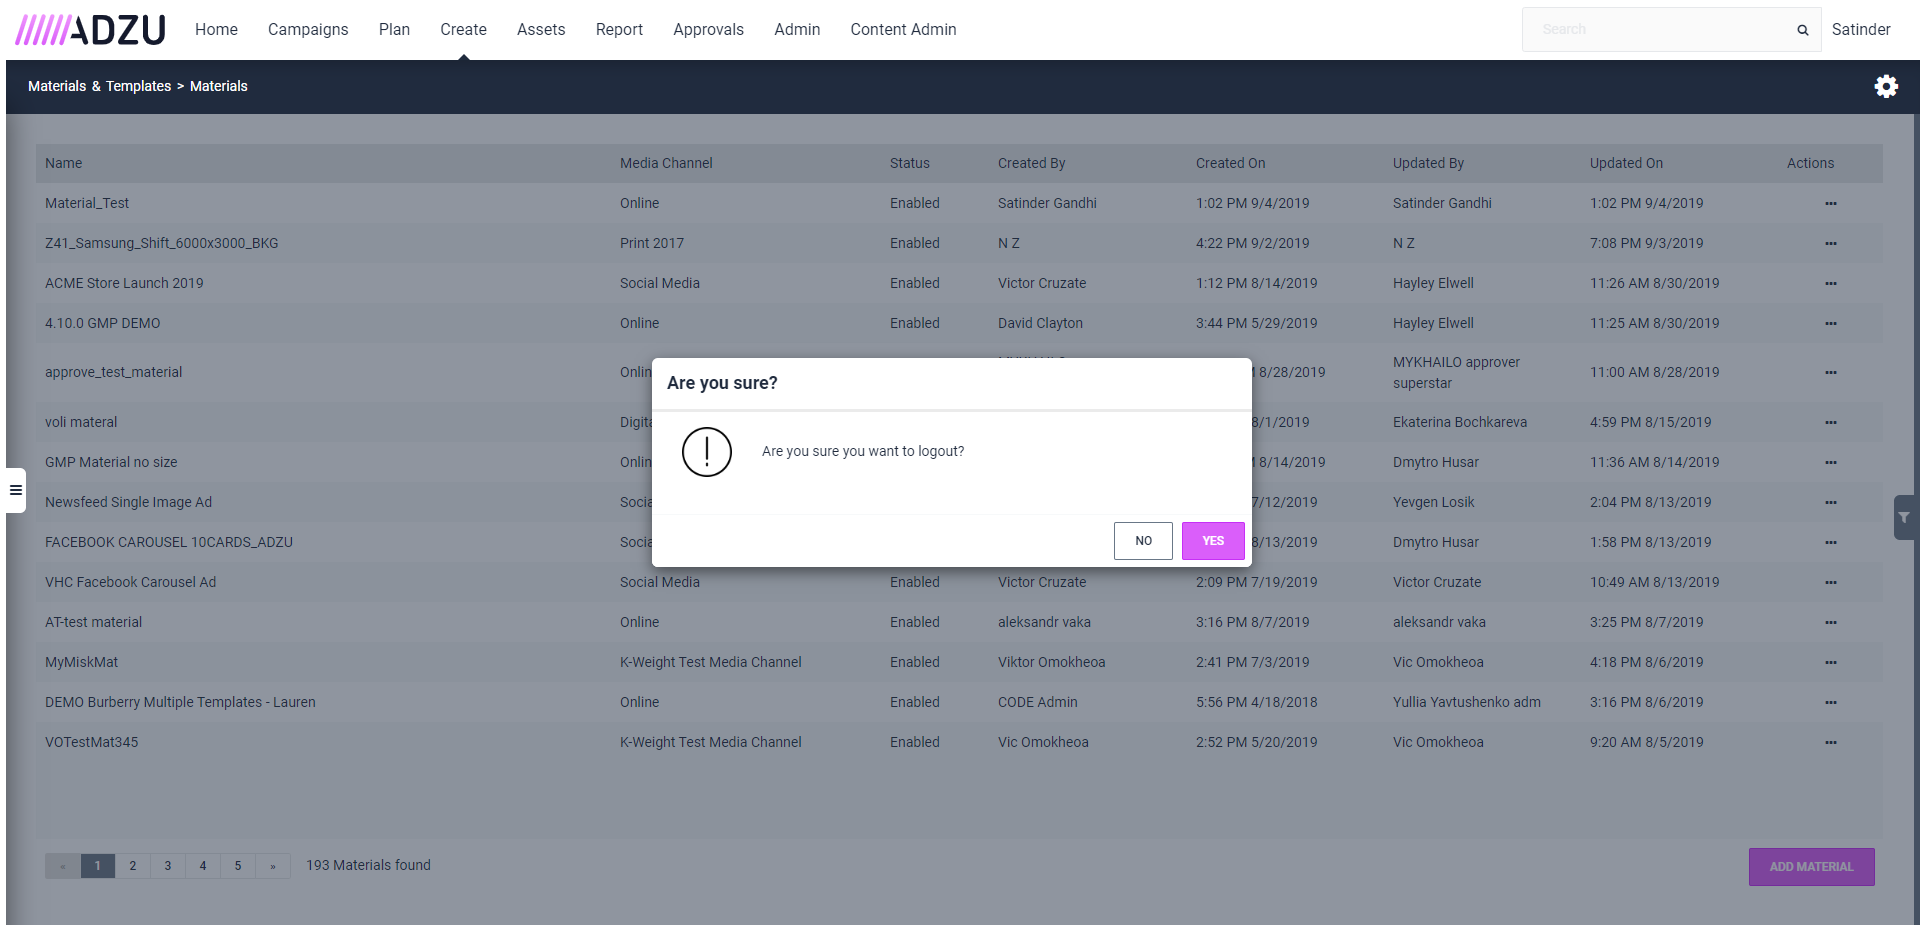 ADZU Home Campaigns Plan Create Assets Report Approvals Admin Content Admin Search Satinder
Materials & Templates > Materials
Name Media Channel Status Created By Created On Updated By Updated On Actions
Material_Test Online Enabled Satinder Gandhi 1:02 PM 9/4/2019 Satinder Gandhi 1:02 PM 9/4/2019
Z41_Samsung_Shift_6000x3000_BKG Print 2017 Enabled N Z 4:22 PM 9/2/2019 N Z 7:08 PM 9/3/2019
ACME Store Launch 2019 Social Media Enabled Victor Cruzate 1:12 PM 8/14/2019 Hayley Elwell 11:26 AM 8/30/2019
4.10.0 GMP DEMO Online Enabled David Clayton 3:44 PM 5/29/2019 Hayley Elwell 11:25 AM 8/30/2019
approve_test_material Onlin 8/28/2019 MYKHAILO approver superstar 11:00 AM 8/28/2019
voli materal Digita 8/1/2019 Ekaterina Bochkareva 4:59 PM 8/15/2019
GMP Material no size Onlin 8/14/2019 Dmytro Husar 11:36 AM 8/14/2019
Newsfeed Single Image Ad Socia 7/12/2019 Yevgen Losik 2:04 PM 8/13/2019
FACEBOOK CAROUSEL 10CARDS_ADZU Socia 8/13/2019 Dmytro Husar 1:58 PM 8/13/2019
VHC Facebook Carousel Ad Social Media Enabled Victor Cruzate 2:09 PM 7/19/2019 Victor Cruzate 10:49 AM 8/13/2019
AT-test material Online Enabled aleksandr vaka 3:16 PM 8/7/2019 aleksandr vaka 3:25 PM 8/7/2019
MyMiskMat K-Weight Test Media Channel Enabled Viktor Omokheoa 2:41 PM 7/3/2019 Vic Omokheoa 4:18 PM 8/6/2019
DEMO Burberry Multiple Templates - Lauren Online Enabled CODE Admin 5:56 PM 4/18/2018 Yullia Yavtushenko adm 3:16 PM 8/6/2019
VOTestMat345 K-Weight Test Media Channel Enabled Vic Omokheoa 2:52 PM 5/20/2019 Vic Omokheoa 9:20 AM 8/5/2019
Are you sure?
Are you sure you want to logout?
NO YES
« 1 2 3 4 5 » 193 Materials found ADD MATERIAL